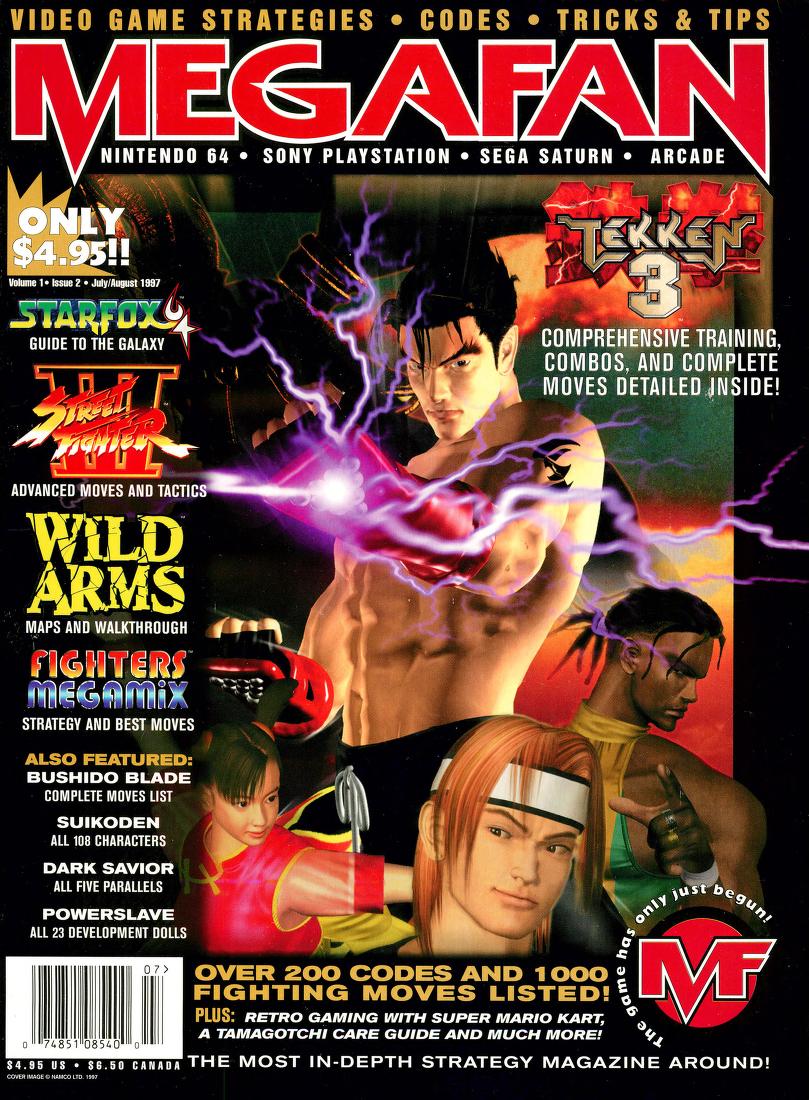 VIDEO GAME STRATEGIES • CODES • TRICKS & TIPS
MEGAFAN
NINTENDO 64 • SONY PLAYSTATION • SEGA SATURN • ARCADE
ONLY
$4.95!!
Volume 1 • Issue 2 • July/August 1997
STARFOX 64
GUIDE TO THE GALAXY
STREET
FIGHTER
III
ADVANCED MOVES AND TACTICS
WILD
ARMS
MAPS AND WALKTHROUGH
FIGHTERS
MEGAMiX
STRATEGY AND BEST MOVES
ALSO FEATURED:
BUSHIDO BLADE
COMPLETE MOVES LIST
SUIKODEN
ALL 108 CHARACTERS
DARK SAVIOR
ALL FIVE PARALLELS
POWERSLAVE
ALL 23 DEVELOPMENT DOLLS
TEKKEN
3
COMPREHENSIVE TRAINING,
COMBOS, AND COMPLETE
MOVES DETAILED INSIDE!
The game has only just begun!
MF
OVER 200 CODES AND 1000
FIGHTING MOVES LISTED!
PLUS: RETRO GAMING WITH SUPER MARIO KART,
A TAMAGOTCHI CARE GUIDE AND MUCH MORE!
THE MOST IN-DEPTH STRATEGY MAGAZINE AROUND!
07>
0 74851 08540 0
$4.95 US • $6.50 CANADA
COVER IMAGE © NAMCO LTD. 1997